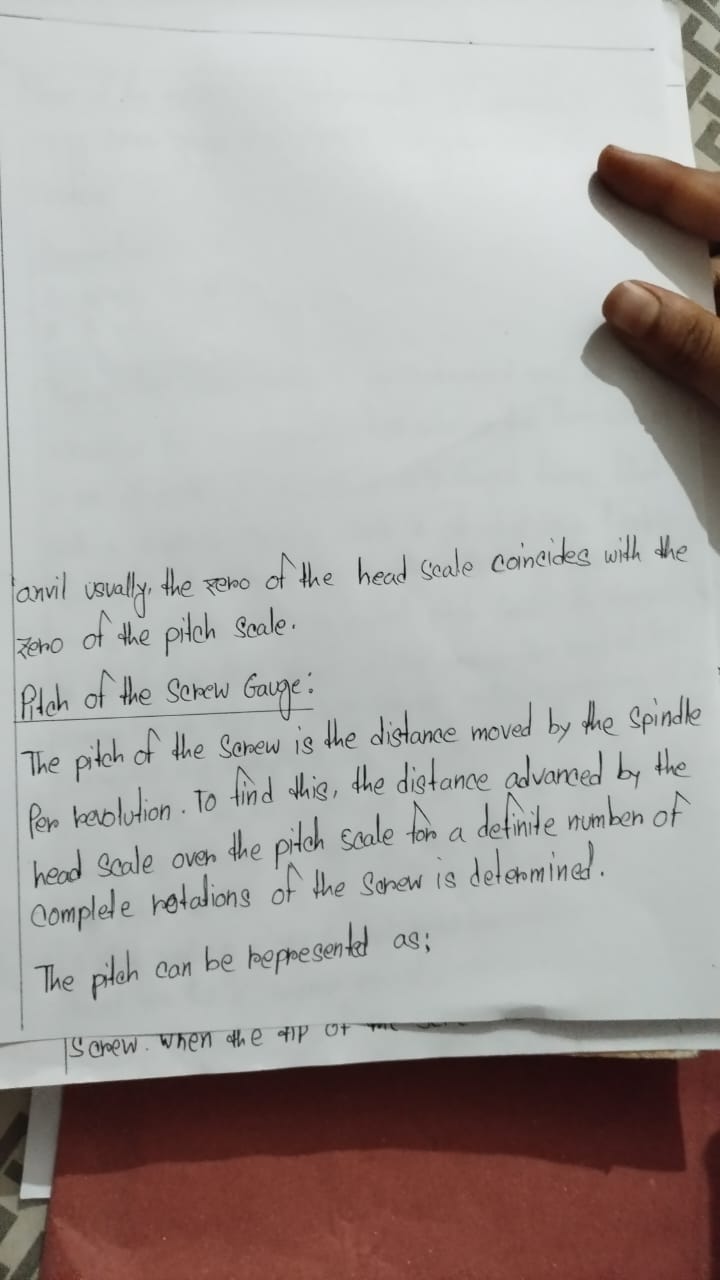 anvil usually, the zero of the head scale coincides with the
zero of the pitch scale.
Pitch of the Screw Gauge:
The pitch of the Screw is the distance moved by the spindle
Per revolution. To find this, the distance advanced by the
head scale over the pitch scale for a definite number of
Complete rotations of the Screw is determined.
The pitch can be represented as;
Screw. When the tip of the